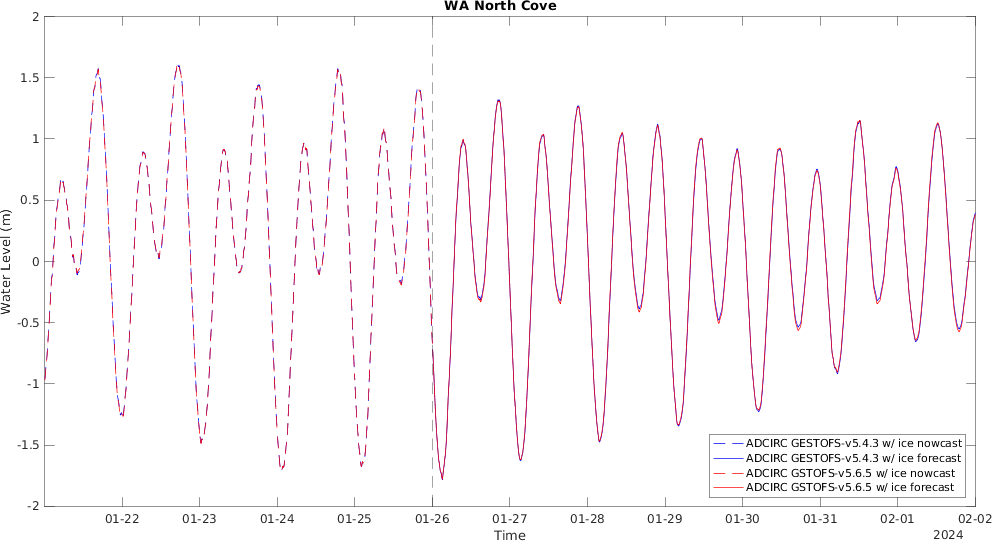 WA North Cove
Water Level (m)
2
1.5
1
0.5
0
-0.5
-1
-1.5
-2
ADCIRC GESTOFS-v5.4.3 w/ ice nowcast
ADCIRC GESTOFS-v5.4.3 w/ ice forecast
ADCIRC GSTOFS-v5.6.5 w/ ice nowcast
ADCIRC GSTOFS-v5.6.5 w/ ice forecast
01-22 01-23 01-24 01-25 01-26 01-27 01-28 01-29 01-30 01-31 02-01 02-02
Time
2024